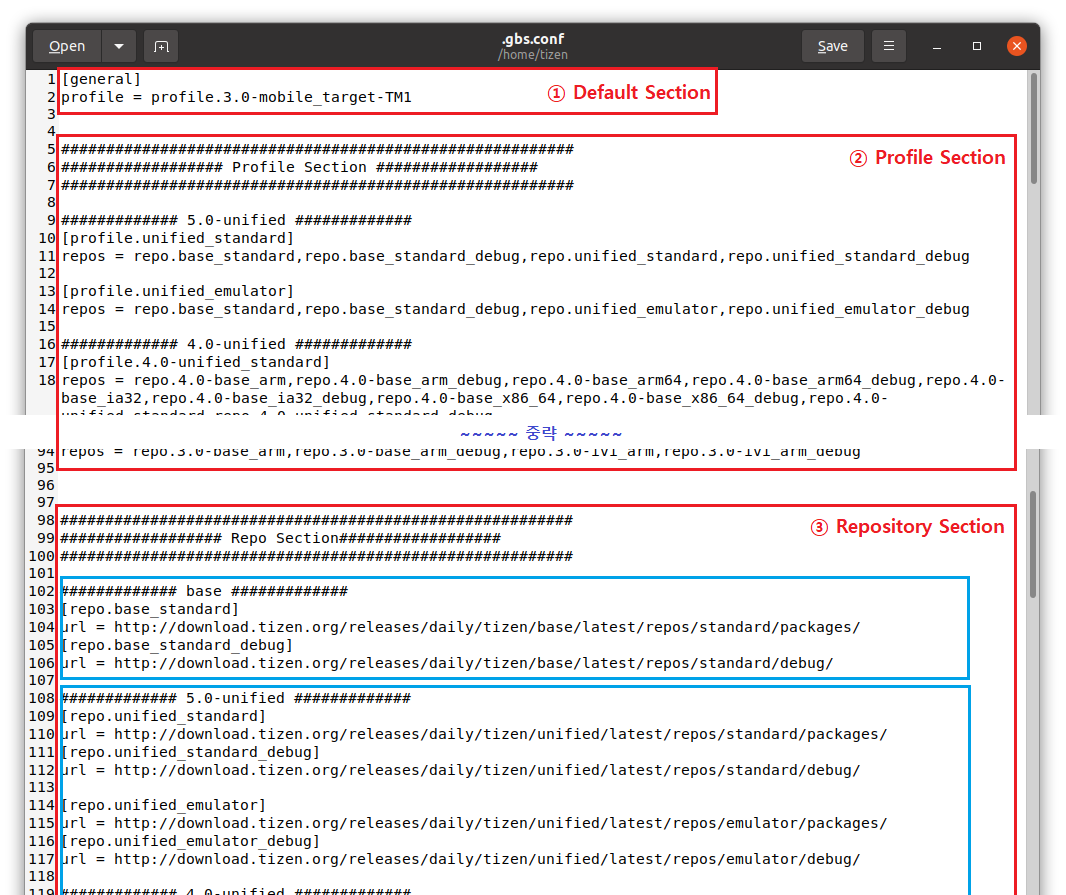 Open
Save
.gbs.conf
/home/tizen
1 [general]
2 profile = profile.3.0-mobile_target-TM1
① Default Section
3
4
5 #########################################################
6 ################## Profile Section ##################
② Profile Section
7 #########################################################
8
9 ############# 5.0-unified #############
10 [profile.unified_standard]
11 repos = repo.base_standard,repo.base_standard_debug,repo.unified_standard,repo.unified_standard_debug
12
13 [profile.unified_emulator]
14 repos = repo.base_standard,repo.base_standard_debug,repo.unified_emulator,repo.unified_emulator_debug
15
16 ############# 4.0-unified #############
17 [profile.4.0-unified_standard]
18 repos = repo.4.0-base_arm,repo.4.0-base_arm_debug,repo.4.0-base_arm64,repo.4.0-base_arm64_debug,repo.4.0-
base_ia32,repo.4.0-base_ia32_debug,repo.4.0-base_x86_64,repo.4.0-base_x86_64_debug,repo.4.0-
unified_standard,repo.4.0-unified_standard_debug
~~~~~ 중략 ~~~~~
94 repos = repo.3.0-base_arm,repo.3.0-base_arm_debug,repo.3.0-ivi_arm,repo.3.0-ivi_arm_debug
95
96
97
98 #########################################################
③ Repository Section
99 ################## Repo Section##################
100 #########################################################
101
102 ############# base #############
103 [repo.base_standard]
104 url = http://download.tizen.org/releases/daily/tizen/base/latest/repos/standard/packages/
105 [repo.base_standard_debug]
106 url = http://download.tizen.org/releases/daily/tizen/base/latest/repos/standard/debug/
107
108 ############# 5.0-unified #############
109 [repo.unified_standard]
110 url = http://download.tizen.org/releases/daily/tizen/unified/latest/repos/standard/packages/
111 [repo.unified_standard_debug]
112 url = http://download.tizen.org/releases/daily/tizen/unified/latest/repos/standard/debug/
113
114 [repo.unified_emulator]
115 url = http://download.tizen.org/releases/daily/tizen/unified/latest/repos/emulator/packages/
116 [repo.unified_emulator_debug]
117 url = http://download.tizen.org/releases/daily/tizen/unified/latest/repos/emulator/debug/
118
119 ############# 4.0-unified #############